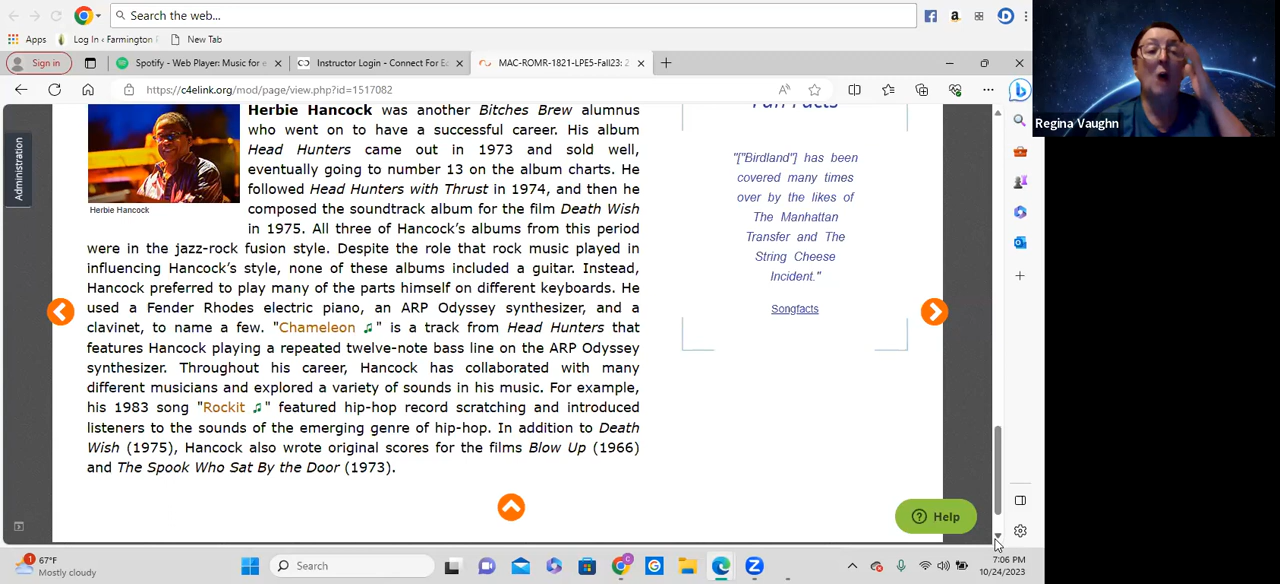 Search the web...
Apps
Log In ‹ Farmington
New Tab
Sign in
Spotify - Web Player: Music for e
Instructor Login - Connect For Ed
MAC-ROMR-1821-LPE5-Fall23: 2
https://c4elink.org/mod/page/view.php?id=1517082
Regina Vaughn
Administration
Herbie Hancock
Herbie Hancock was another Bitches Brew alumnus
who went on to have a successful career. His album
Head Hunters came out in 1973 and sold well,
eventually going to number 13 on the album charts. He
followed Head Hunters with Thrust in 1974, and then he
composed the soundtrack album for the film Death Wish
in 1975. All three of Hancock's albums from this period
were in the jazz-rock fusion style. Despite the role that rock music played in
influencing Hancock's style, none of these albums included a guitar. Instead,
Hancock preferred to play many of the parts himself on different keyboards. He
used a Fender Rhodes electric piano, an ARP Odyssey synthesizer, and a
clavinet, to name a few. "Chameleon ♫" is a track from Head Hunters that
features Hancock playing a repeated twelve-note bass line on the ARP Odyssey
synthesizer. Throughout his career, Hancock has collaborated with many
different musicians and explored a variety of sounds in his music. For example,
his 1983 song "Rockit ♫" featured hip-hop record scratching and introduced
listeners to the sounds of the emerging genre of hip-hop. In addition to Death
Wish (1975), Hancock also wrote original scores for the films Blow Up (1966)
and The Spook Who Sat By the Door (1973).
Fun Facts
"["Birdland"] has been
covered many times
over by the likes of
The Manhattan
Transfer and The
String Cheese
Incident."
Songfacts
Help
67°F
Mostly cloudy
Search
7:06 PM
10/24/2023